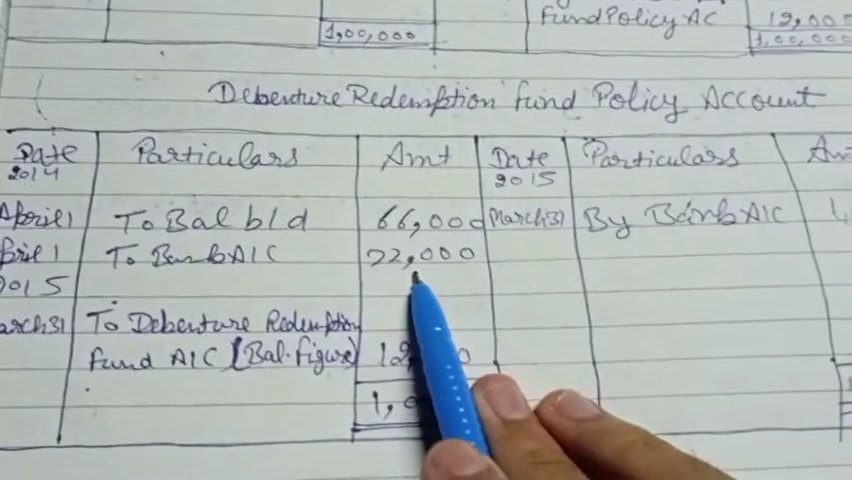 Fund Policy AC 12,000
1,00,000 1,00,000
Debenture Redemption Fund Policy Account
Date Particulars Amt Date Particulars
2014 2015
April 1 To Bal b/d 66,000 March 31 By Bank A/C
April 1 To Bank A/C 22,000
2015
March 31 To Debenture Redemption
Fund A/C (Bal. figure)